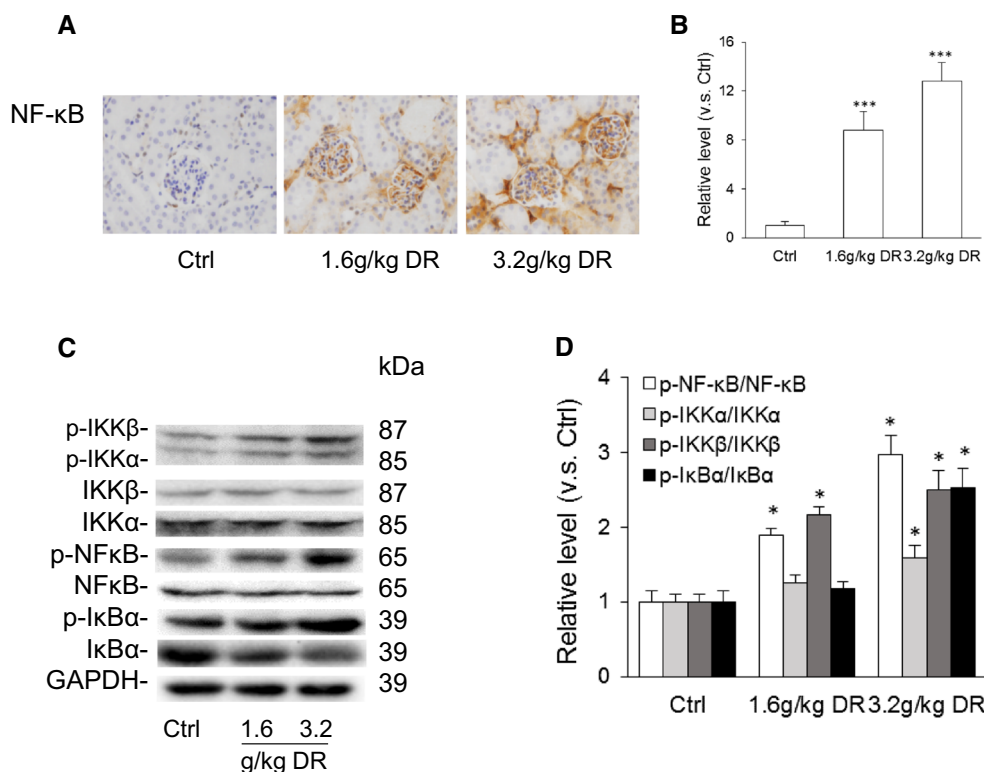 A
NF-κB
Ctrl
1.6g/kg DR
3.2g/kg DR
B
Relative level (v.s. Ctrl)
16
12
8
4
0
***
***
Ctrl
1.6g/kg DR
3.2g/kg DR
C
kDa
p-IKKβ- 87
p-IKKα- 85
IKKβ- 87
IKKα- 85
p-NFκB- 65
NFκB- 65
p-IκBα- 39
IκBα- 39
GAPDH- 39
Ctrl 1.6 3.2
g/kg DR
D
Relative level (v.s. Ctrl)
4
3
2
1
0
p-NF-κB/NF-κB
p-IKKα/IKKα
p-IKKβ/IKKβ
p-IκBα/IκBα
* *
* * * *
Ctrl
1.6g/kg DR
3.2g/kg DR